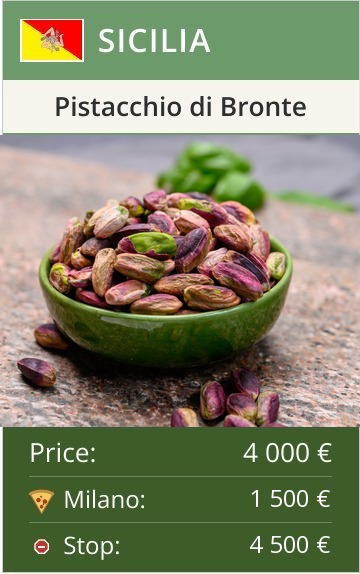 SICILIA
Pistacchio di Bronte
Price: 4 000 €
Milano: 1 500 €
Stop: 4 500 €